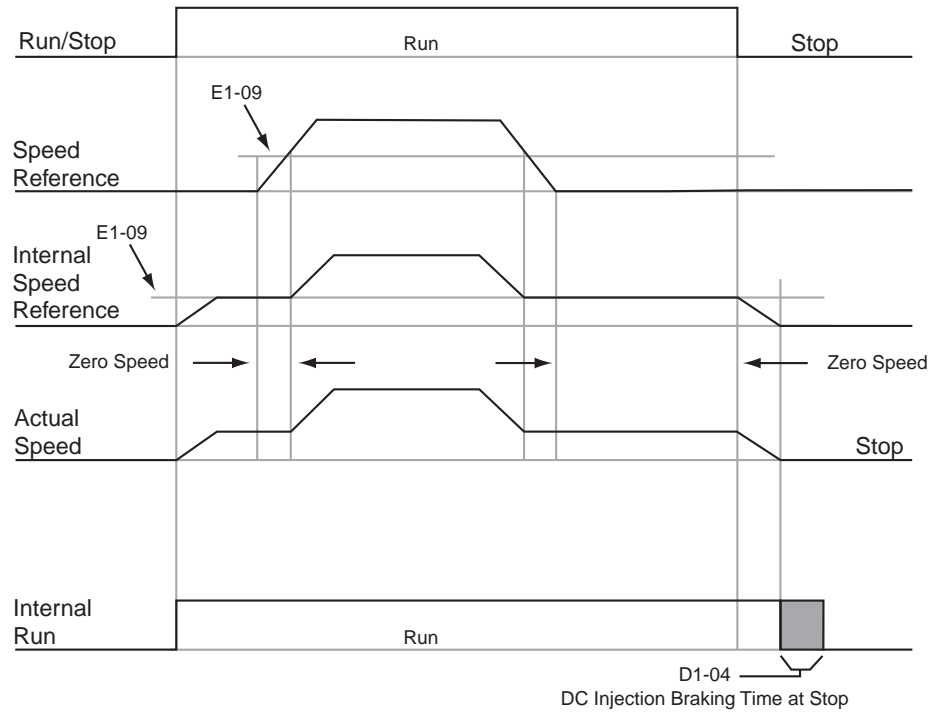 Run/Stop
Run
Stop
E1-09
Speed
Reference
E1-09
Internal
Speed
Reference
Zero Speed
Zero Speed
Actual
Speed
Stop
Internal
Run
Run
D1-04
DC Injection Braking Time at Stop